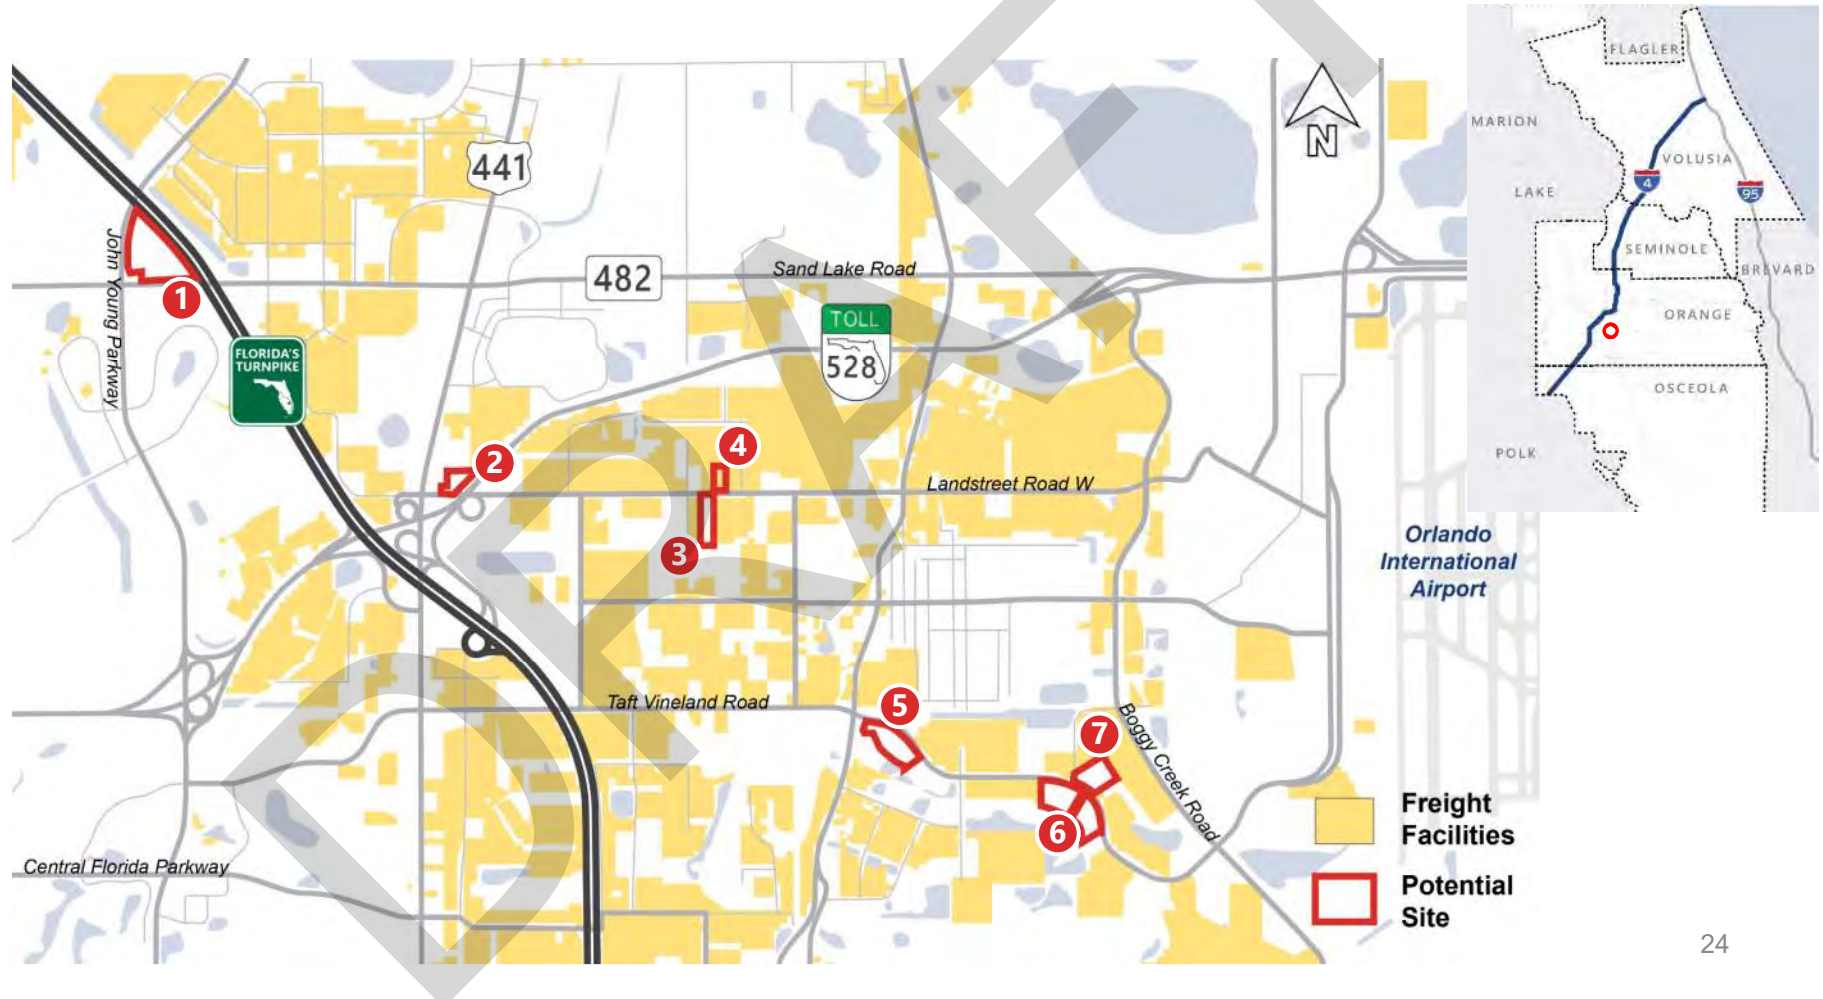 DRAFT
441
John Young Parkway
1
482
Sand Lake Road
TOLL
528
FLORIDA'S
TURNPIKE
2
4
3
Landstreet Road W
Taft Vineland Road
5
7
6
Boggy Creek Road
Central Florida Parkway
N
Orlando
International
Airport
Freight
Facilities
Potential
Site
FLAGLER
MARION
VOLUSIA
4
95
LAKE
SEMINOLE
BREVARD
ORANGE
OSCEOLA
POLK
24